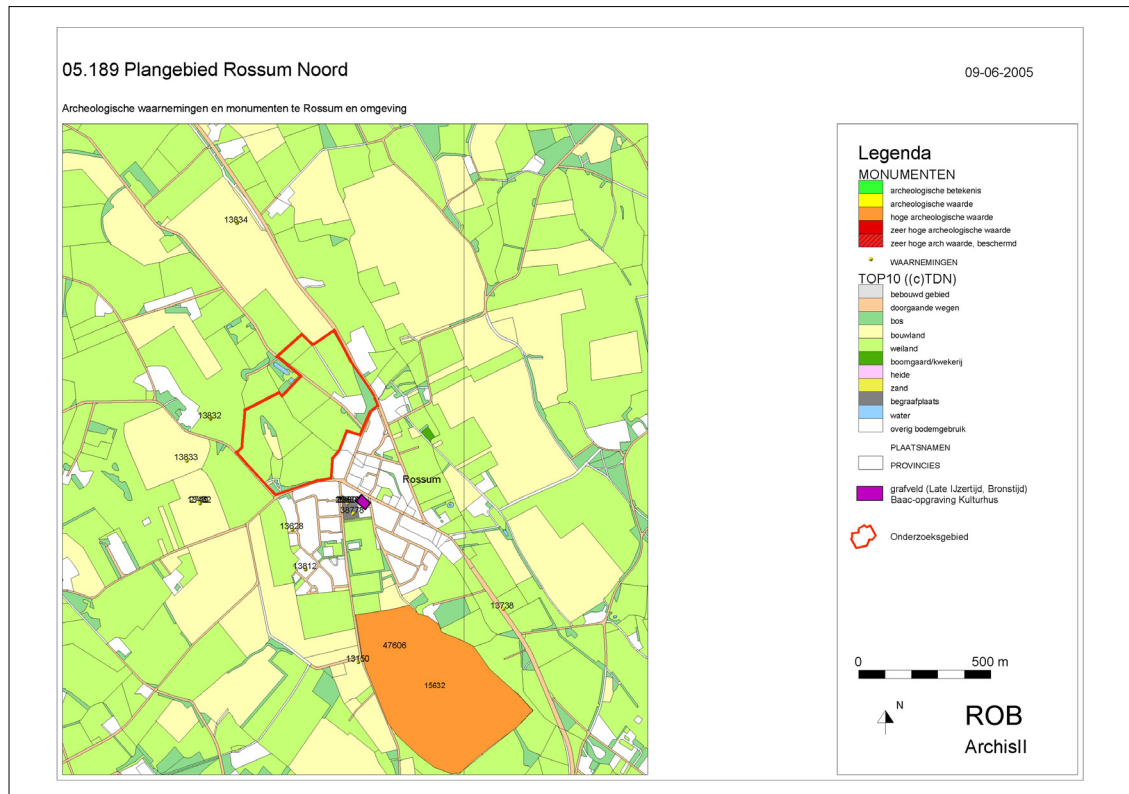 05.189 Plangebied Rossum Noord
09-06-2005
Archeologische waarnemingen en monumenten te Rossum en omgeving
13834
13832
13833
Rossum
38778
13628
13812
13738
47606
13150
15632
Legenda
MONUMENTEN
archeologische betekenis
archeologische waarde
hoge archeologische waarde
zeer hoge archeologische waarde
zeer hoge arch waarde, beschermd
WAARNEMINGEN
TOP10 ((c)TDN)
bebouwd gebied
doorgaande wegen
bos
bouwland
weiland
boomgaard/kwekerij
heide
zand
begraafplaats
water
overig bodemgebruik
PLAATSNAMEN
PROVINCIES
grafveld (Late IJzertijd, Bronstijd)
Baac-opgraving Kulturhus
Onderzoeksgebied
0 500 m
N
ROB
ArchisII